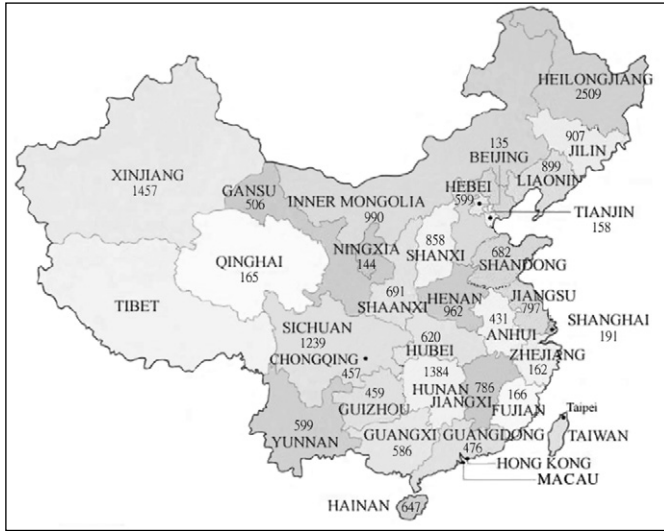 HEILONGJIANG
2509
907
JILIN
135
BEIJING
899
LIAONIN
XINJIANG
1457
GANSU
506
INNER MONGOLIA
990
HEBEI
599
TIANJIN
158
NINGXIA
144
858
SHANXI
682
SHANDONG
QINGHAI
165
TIBET
691
SHAANXI
HENAN
962
JIANGSU
797
431
ANHUI
SHANGHAI
191
SICHUAN
1239
CHONGQING
457
620
HUBEI
ZHEJIANG
162
459
GUIZHOU
1384
HUNAN
786
JIANGXI
166
FUJIAN
Taipei
TAIWAN
599
YUNNAN
GUANGXI
586
GUANGDONG
476
HONG KONG
MACAU
HAINAN
647